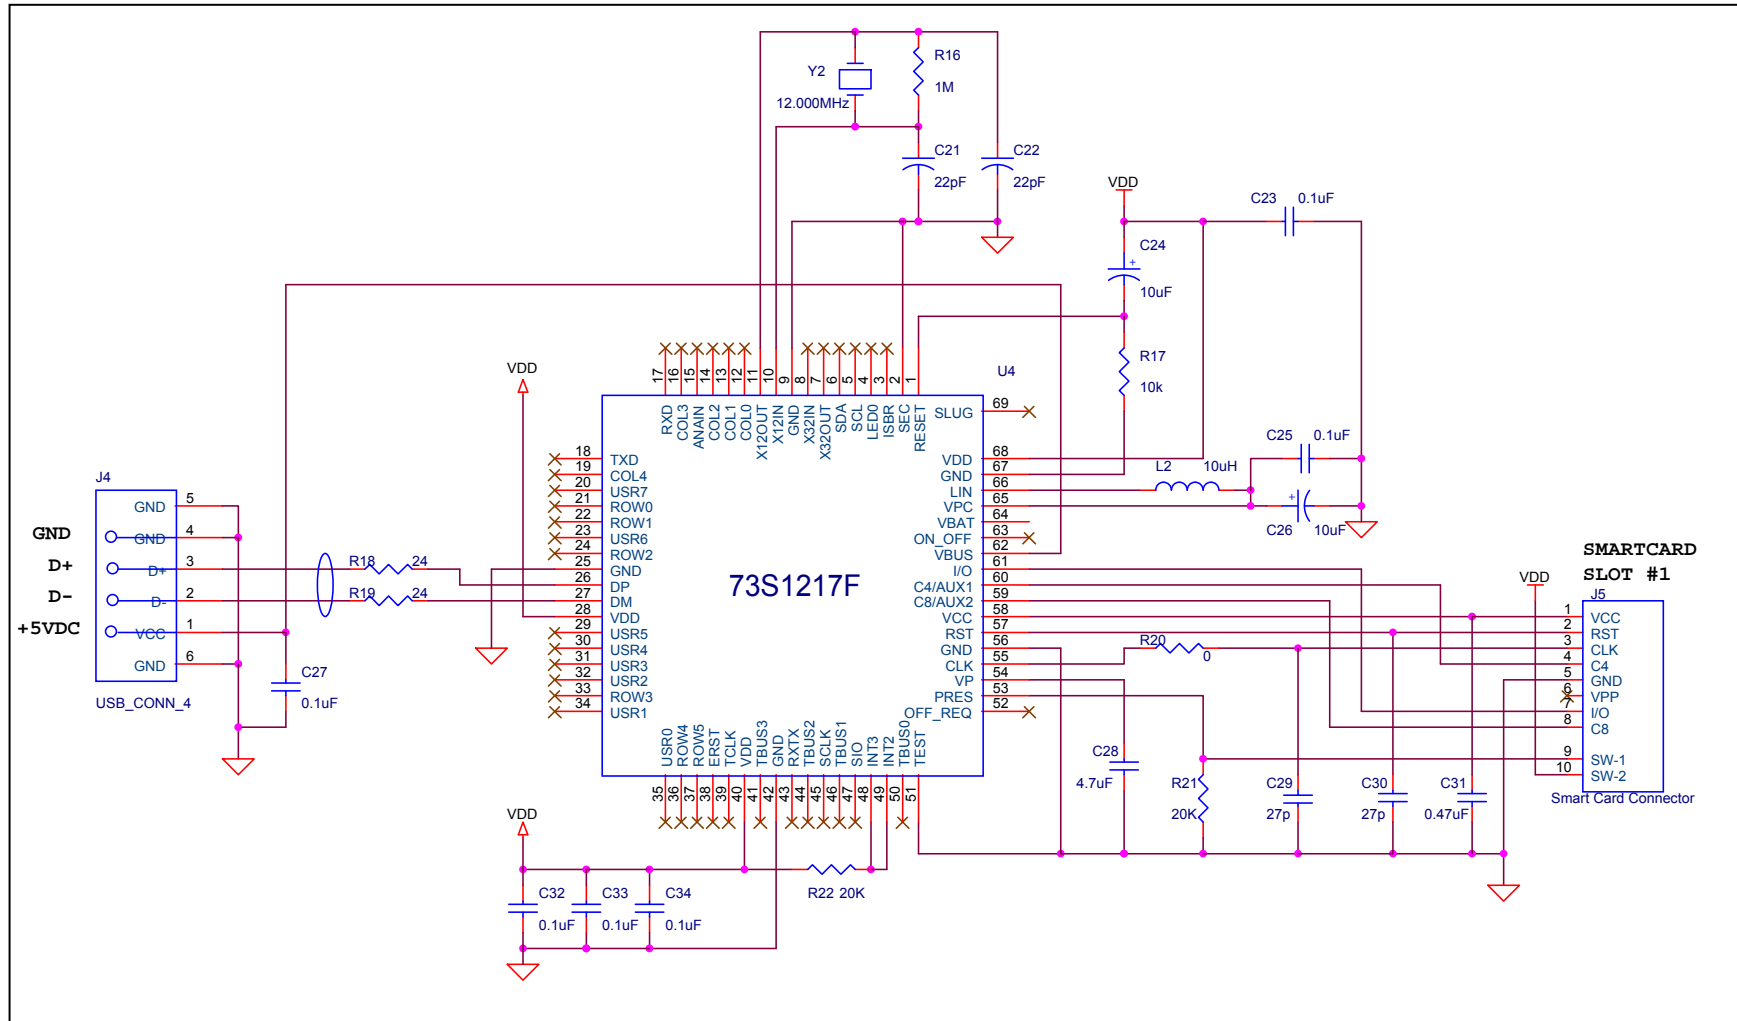 Y2
12.000MHz
R16
1M
C21
22pF
C22
22pF
VDD
C23
0.1uF
C24
+
10uF
R17
10k
U4
VDD
17
16
15
14
13
12
11
10
9
8
7
6
5
4
3
2
1
RXD
COL3
ANAIN
COL2
COL1
COL0
X12OUT
X12IN
GND
X32IN
X32OUT
SDA
SCL
LED0
ISBR
SEC
RESET
69
SLUG
18 TXD
19 COL4
20 USR7
21 ROW0
22 ROW1
23 USR6
24 ROW2
25 GND
26 DP
27 DM
28 VDD
29 USR5
30 USR4
31 USR3
32 USR2
33 ROW3
34 USR1
73S1217F
VDD 68
GND 67
LIN 66
VPC 65
VBAT 64
ON_OFF 63
VBUS 62
I/O 61
C4/AUX1 60
C8/AUX2 59
VCC 58
RST 57
GND 56
CLK 55
VP 54
PRES 53
OFF_REQ 52
USR0
ROW4
ROW5
ERST
TCLK
VDD
TBUS3
GND
RXTX
TBUS2
SCLK
TBUS1
SIO
INT3
INT2
TBUS0
TEST
35
36
37
38
39
40
41
42
43
44
45
46
47
48
49
50
51
L2
10uH
C25
0.1uF
+
C26
10uF
J4
GND 5
GND GND 4
D+ D+ 3
D- D- 2
+5VDC VCC 1
GND 6
USB_CONN_4
R18 24
R19 24
C27
0.1uF
SMARTCARD
SLOT #1
VDD
J5
1 VCC
2 RST
3 CLK
4 C4
5 GND
6 VPP
7 I/O
8 C8
9 SW-1
10 SW-2
Smart Card Connector
R20
0
C28
4.7uF
R21
20K
C29
27p
C30
27p
C31
0.47uF
VDD
C32
0.1uF
C33
0.1uF
C34
0.1uF
R22 20K